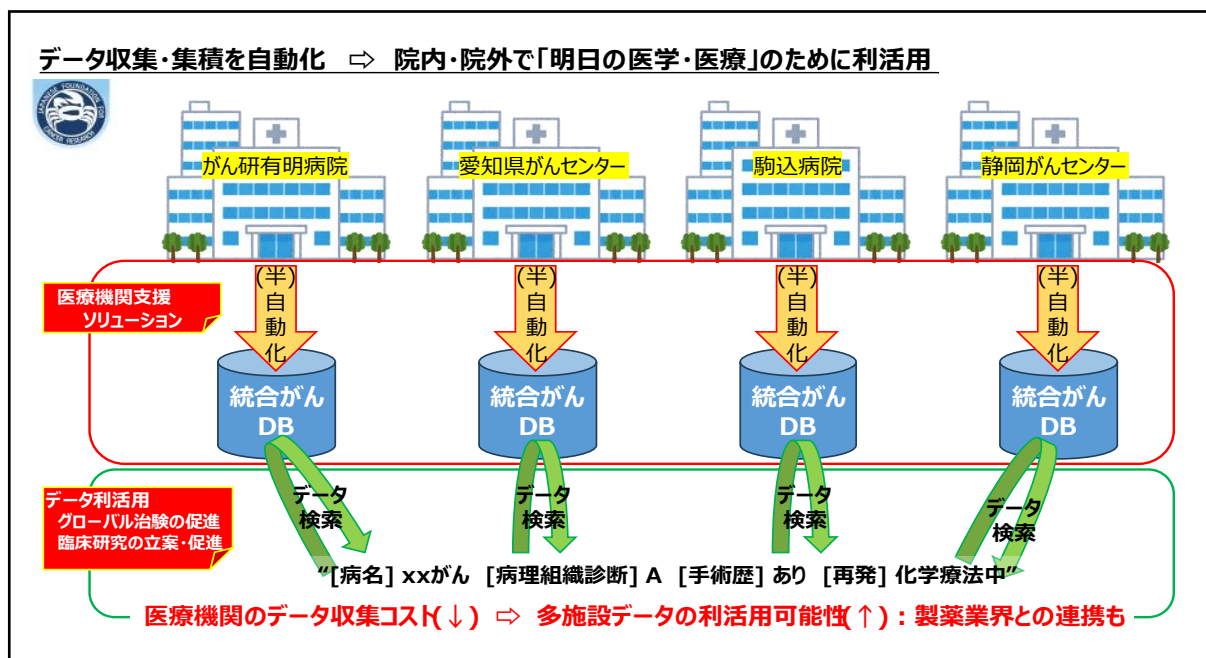 データ収集・集積を自動化 ⇨ 院内・院外で「明日の医学・医療」のために利活用
JAPANESE FOUNDATION FOR
CANCER RESEARCH
がん研有明病院
愛知県がんセンター
駒込病院
静岡がんセンター
医療機関支援
ソリューション
(半)
自
動
化
(半)
自
動
化
(半)
自
動
化
(半)
自
動
化
統合がん
DB
統合がん
DB
統合がん
DB
統合がん
DB
データ利活用
グローバル治験の促進
臨床研究の立案・促進
データ
検索
データ
検索
データ
検索
データ
検索
“[病名] xxがん [病理組織診断] A [手術歴] あり [再発] 化学療法中”
医療機関のデータ収集コスト(↓) ⇨ 多施設データの利活用可能性(↑)：製薬業界との連携も